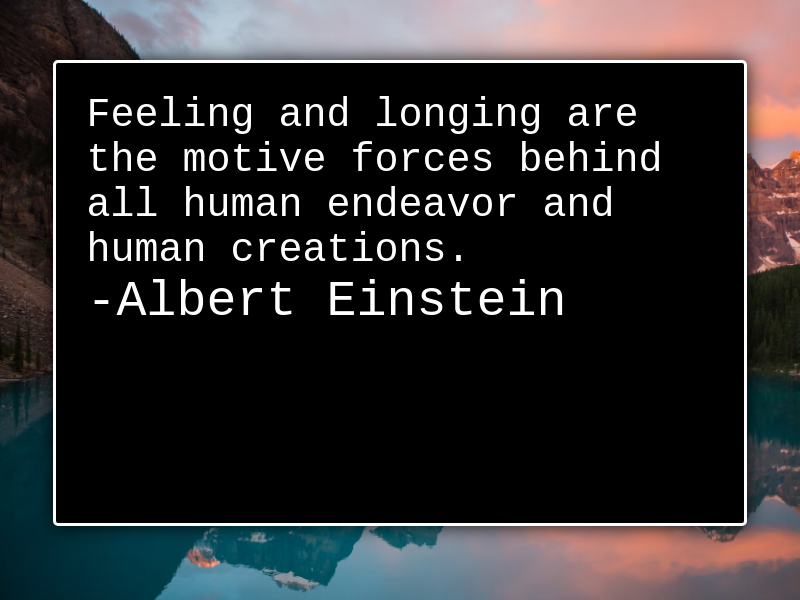 Feeling and longing are
the motive forces behind
all human endeavor and
human creations.
-Albert Einstein